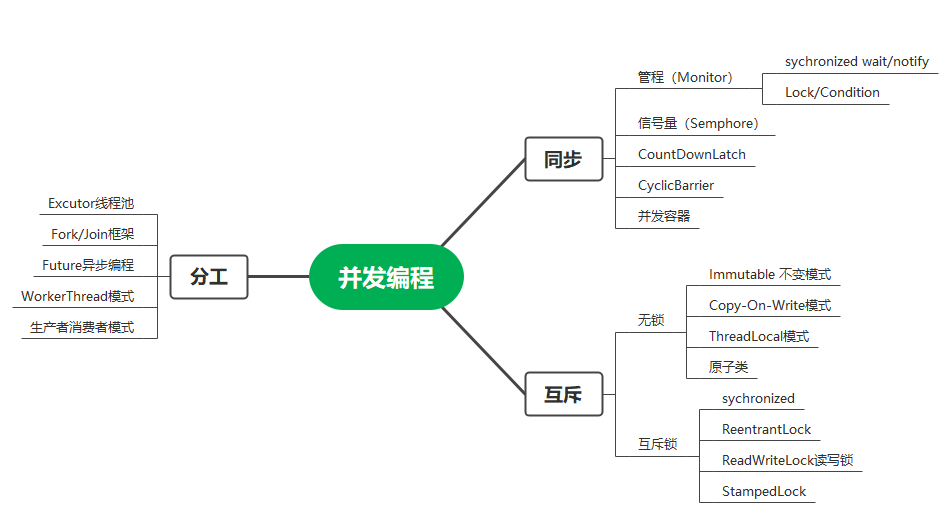 并发编程
同步
管程（Monitor）
sychronized wait/notify
Lock/Condition
信号量（Semphore）
CountDownLatch
CyclicBarrier
并发容器
互斥
无锁
Immutable 不变模式
Copy-On-Write模式
ThreadLocal模式
原子类
互斥锁
sychronized
ReentrantLock
ReadWriteLock读写锁
StampedLock
分工
Excutor线程池
Fork/Join框架
Future异步编程
WorkerThread模式
生产者消费者模式